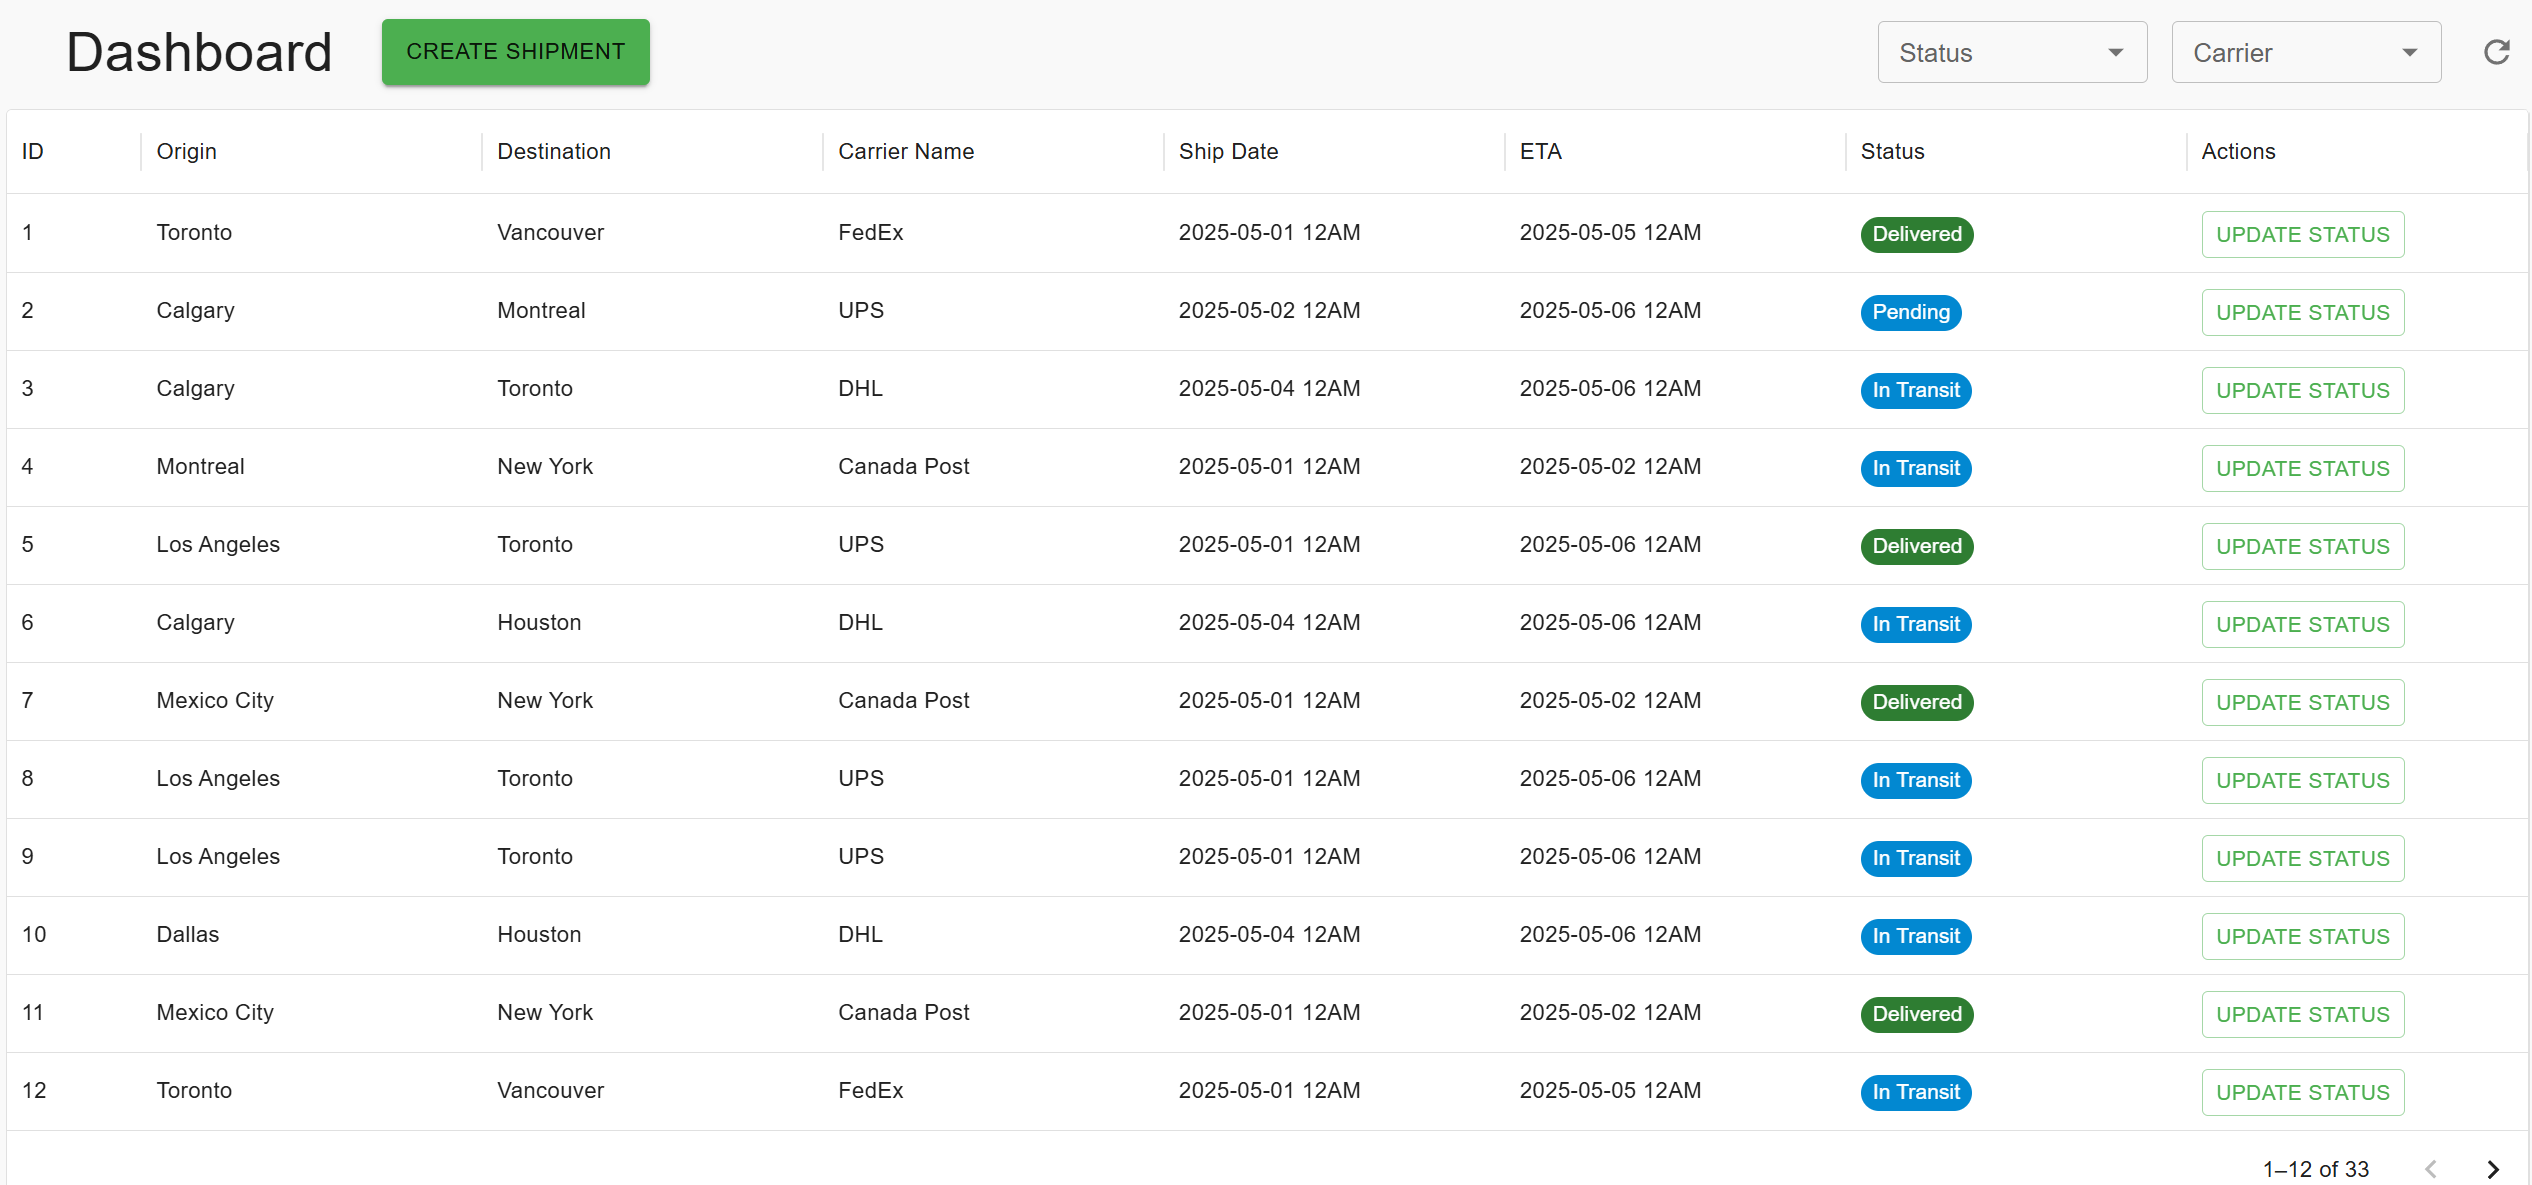 Dashboard CREATE SHIPMENT Status Carrier
ID Origin Destination Carrier Name Ship Date ETA Status Actions
1 Toronto Vancouver FedEx 2025-05-01 12AM 2025-05-05 12AM Delivered UPDATE STATUS
2 Calgary Montreal UPS 2025-05-02 12AM 2025-05-06 12AM Pending UPDATE STATUS
3 Calgary Toronto DHL 2025-05-04 12AM 2025-05-06 12AM In Transit UPDATE STATUS
4 Montreal New York Canada Post 2025-05-01 12AM 2025-05-02 12AM In Transit UPDATE STATUS
5 Los Angeles Toronto UPS 2025-05-01 12AM 2025-05-06 12AM Delivered UPDATE STATUS
6 Calgary Houston DHL 2025-05-04 12AM 2025-05-06 12AM In Transit UPDATE STATUS
7 Mexico City New York Canada Post 2025-05-01 12AM 2025-05-02 12AM Delivered UPDATE STATUS
8 Los Angeles Toronto UPS 2025-05-01 12AM 2025-05-06 12AM In Transit UPDATE STATUS
9 Los Angeles Toronto UPS 2025-05-01 12AM 2025-05-06 12AM In Transit UPDATE STATUS
10 Dallas Houston DHL 2025-05-04 12AM 2025-05-06 12AM In Transit UPDATE STATUS
11 Mexico City New York Canada Post 2025-05-01 12AM 2025-05-02 12AM Delivered UPDATE STATUS
12 Toronto Vancouver FedEx 2025-05-01 12AM 2025-05-05 12AM In Transit UPDATE STATUS
1–12 of 33